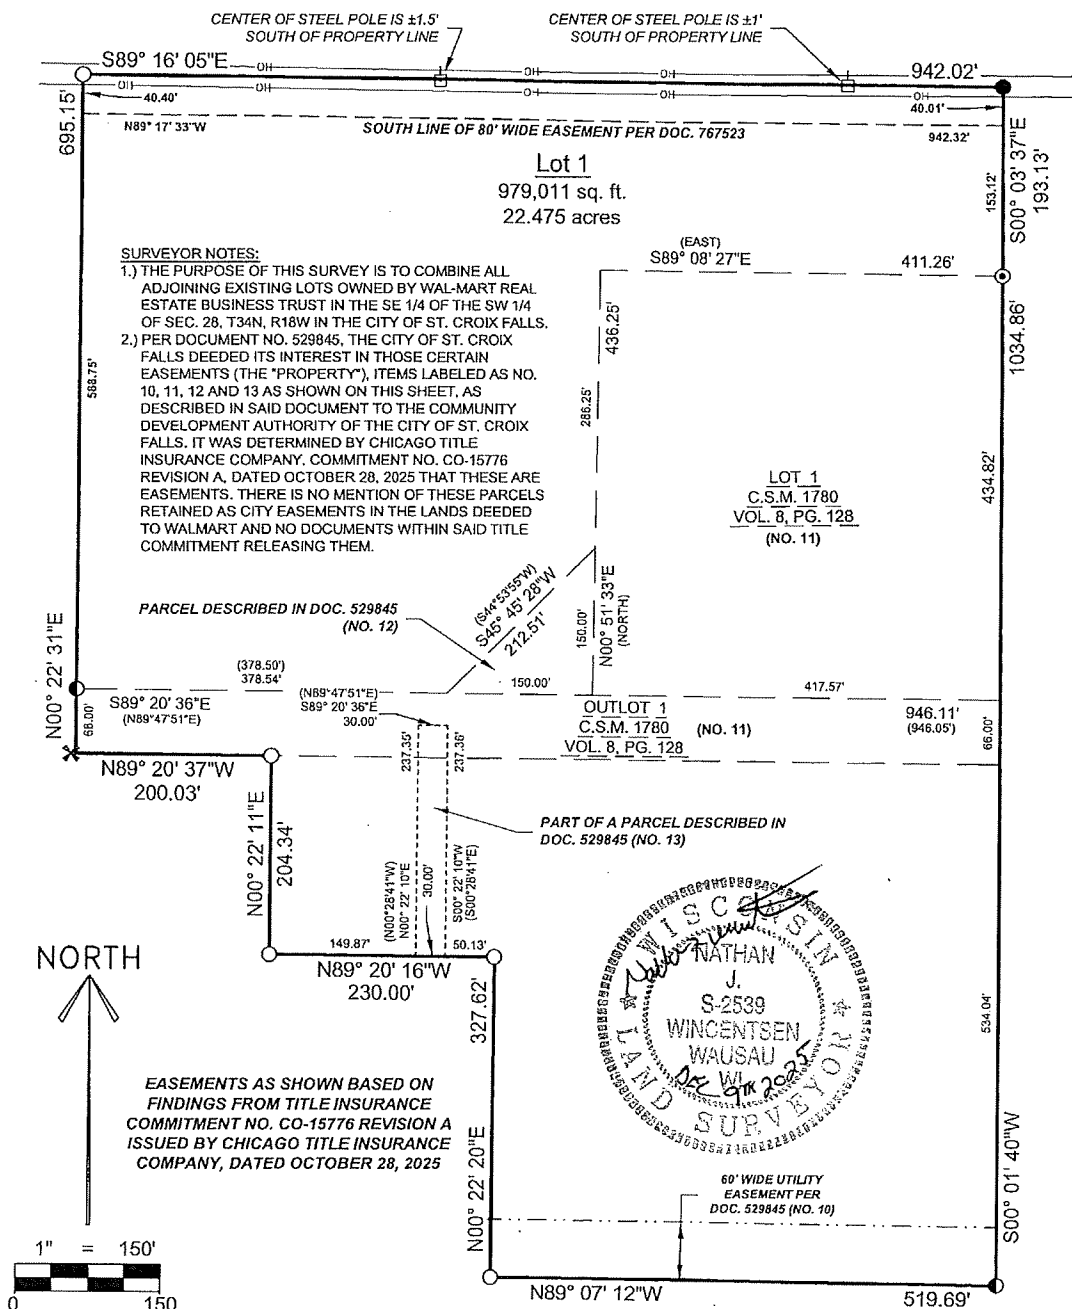 CENTER OF STEEL POLE IS ±1.5'
SOUTH OF PROPERTY LINE
CENTER OF STEEL POLE IS ±1'
SOUTH OF PROPERTY LINE
S89° 16' 05"E
OH
OH
OH
942.02'
OH
OH
OH
OH
OH
40.40'
40.01'
695.15'
N89° 17' 33"W
SOUTH LINE OF 80' WIDE EASEMENT PER DOC. 767523
942.32'
S00° 03' 37"E
193.13'
153.12'
Lot 1
979,011 sq. ft.
22.475 acres
(EAST)
S89° 08' 27"E
411.26'
SURVEYOR NOTES:
1.) THE PURPOSE OF THIS SURVEY IS TO COMBINE ALL
ADJOINING EXISTING LOTS OWNED BY WAL-MART REAL
ESTATE BUSINESS TRUST IN THE SE 1/4 OF THE SW 1/4
OF SEC. 28, T34N, R18W IN THE CITY OF ST. CROIX FALLS.
2.) PER DOCUMENT NO. 529845, THE CITY OF ST. CROIX
FALLS DEEDED ITS INTEREST IN THOSE CERTAIN
EASEMENTS (THE "PROPERTY"), ITEMS LABELED AS NO.
10, 11, 12 AND 13 AS SHOWN ON THIS SHEET, AS
DESCRIBED IN SAID DOCUMENT TO THE COMMUNITY
DEVELOPMENT AUTHORITY OF THE CITY OF ST. CROIX
FALLS. IT WAS DETERMINED BY CHICAGO TITLE
INSURANCE COMPANY, COMMITMENT NO. CO-15776
REVISION A, DATED OCTOBER 28, 2025 THAT THESE ARE
EASEMENTS. THERE IS NO MENTION OF THESE PARCELS
RETAINED AS CITY EASEMENTS IN THE LANDS DEEDED
TO WALMART AND NO DOCUMENTS WITHIN SAID TITLE
COMMITMENT RELEASING THEM.
588.75'
436.25'
286.25'
1034.86'
434.82'
LOT 1
C.S.M. 1780
VOL. 8, PG. 128
(NO. 11)
PARCEL DESCRIBED IN DOC. 529845
(NO. 12)
(S44°53'55"W)
S45° 45' 28"W
212.51'
150.00'
N00° 51' 33"E
(NORTH)
N00° 22' 31"E
(378.50')
378.54'
150.00'
417.57'
S89° 20' 36"E
(N89°47'51"E)
(N89°47'51"E)
S89° 20' 36"E
30.00'
68.00'
OUTLOT 1
C.S.M. 1780
VOL. 8, PG. 128
(NO. 11)
946.11'
(946.05')
66.00'
N89° 20' 37"W
200.03'
237.35'
237.36'
N00° 22' 11"E
204.34'
PART OF A PARCEL DESCRIBED IN
DOC. 529845 (NO. 13)
(N00°28'41"W)
N00° 22' 10"E
30.00'
S00° 22' 10"W
(S00°28'41"E)
149.87'
50.13'
N89° 20' 16"W
230.00'
327.62'
NORTH
WISCONSIN
NATHAN
J.
S-2539
WINCENTSEN
WAUSAU
WI
DEC 9TH 2025
LAND SURVEYOR
534.04'
EASEMENTS AS SHOWN BASED ON
FINDINGS FROM TITLE INSURANCE
COMMITMENT NO. CO-15776 REVISION A
ISSUED BY CHICAGO TITLE INSURANCE
COMPANY, DATED OCTOBER 28, 2025
N00° 22' 20"E
60' WIDE UTILITY
EASEMENT PER
DOC. 529845 (NO. 10)
S00° 01' 40"W
1" = 150'
0 150
N89° 07' 12"W
519.69'